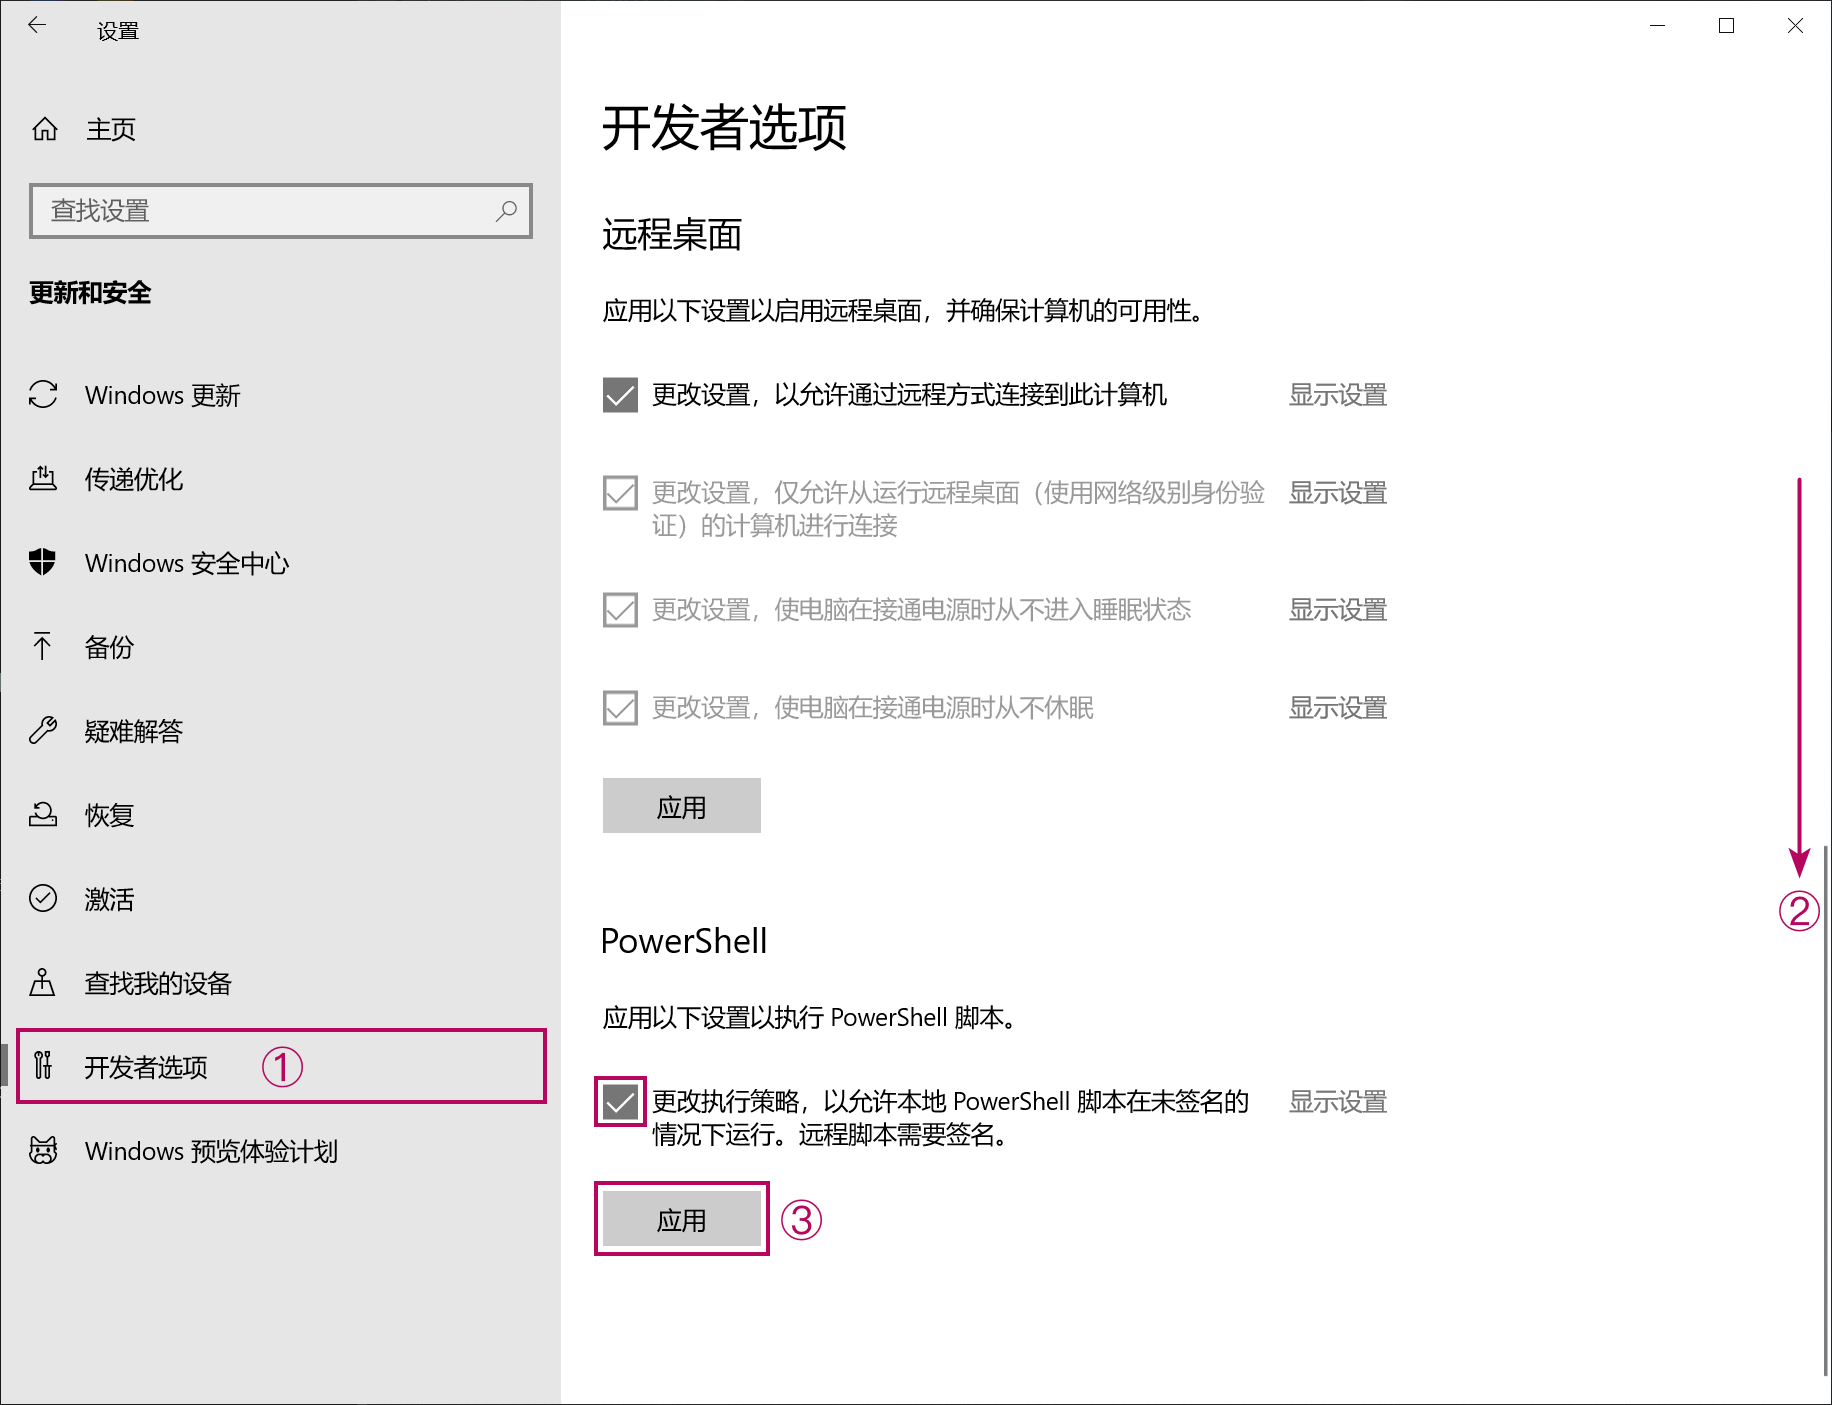 设置
主页
查找设置
更新和安全
Windows 更新
传递优化
Windows 安全中心
备份
疑难解答
恢复
激活
查找我的设备
开发者选项 ①
Windows 预览体验计划
开发者选项
远程桌面
应用以下设置以启用远程桌面，并确保计算机的可用性。
更改设置，以允许通过远程方式连接到此计算机 显示设置
更改设置，仅允许从运行远程桌面（使用网络级别身份验 显示设置
证）的计算机进行连接
更改设置，使电脑在接通电源时从不进入睡眠状态 显示设置
更改设置，使电脑在接通电源时从不休眠 显示设置
应用
②
PowerShell
应用以下设置以执行 PowerShell 脚本。
更改执行策略，以允许本地 PowerShell 脚本在未签名的 显示设置
情况下运行。远程脚本需要签名。
应用 ③